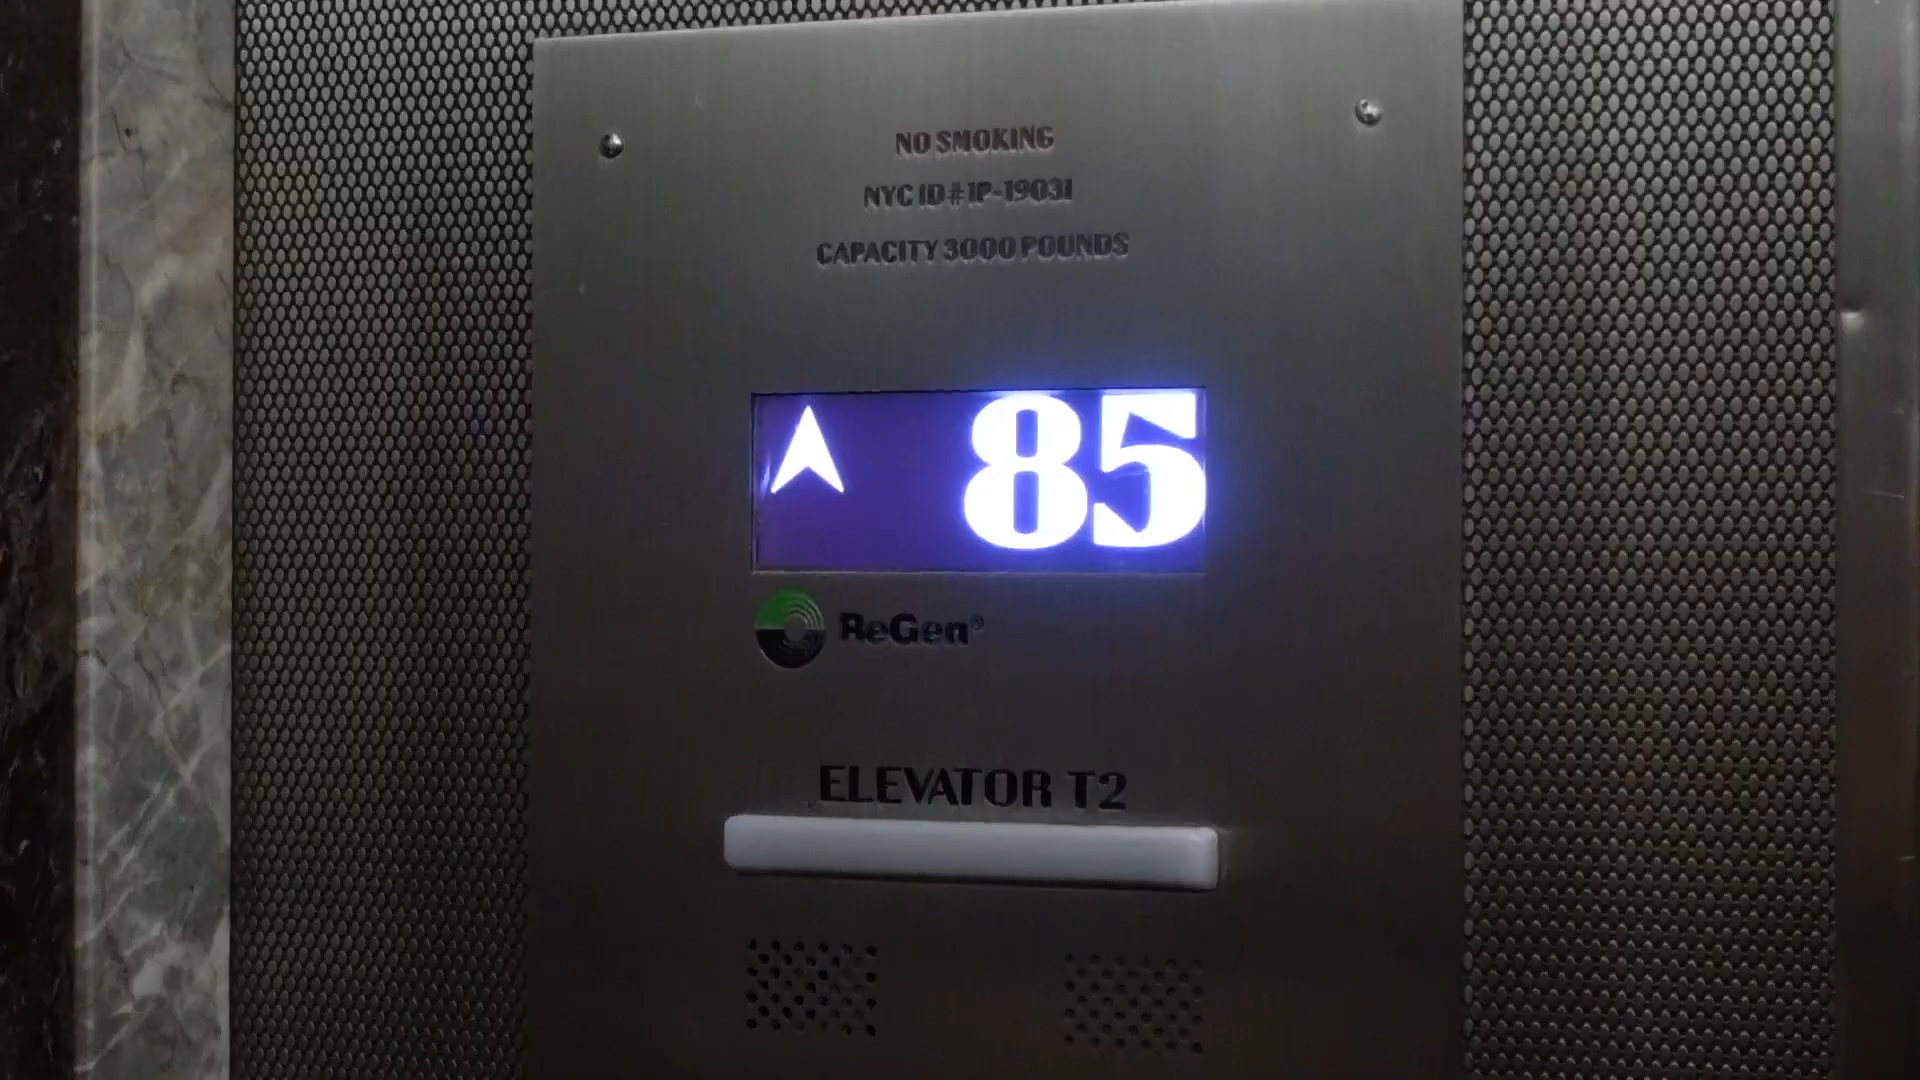 NO SMOKING
NYC ID#1P-19031
CAPACITY 3000 POUNDS
85
ReGen®
ELEVATOR T2